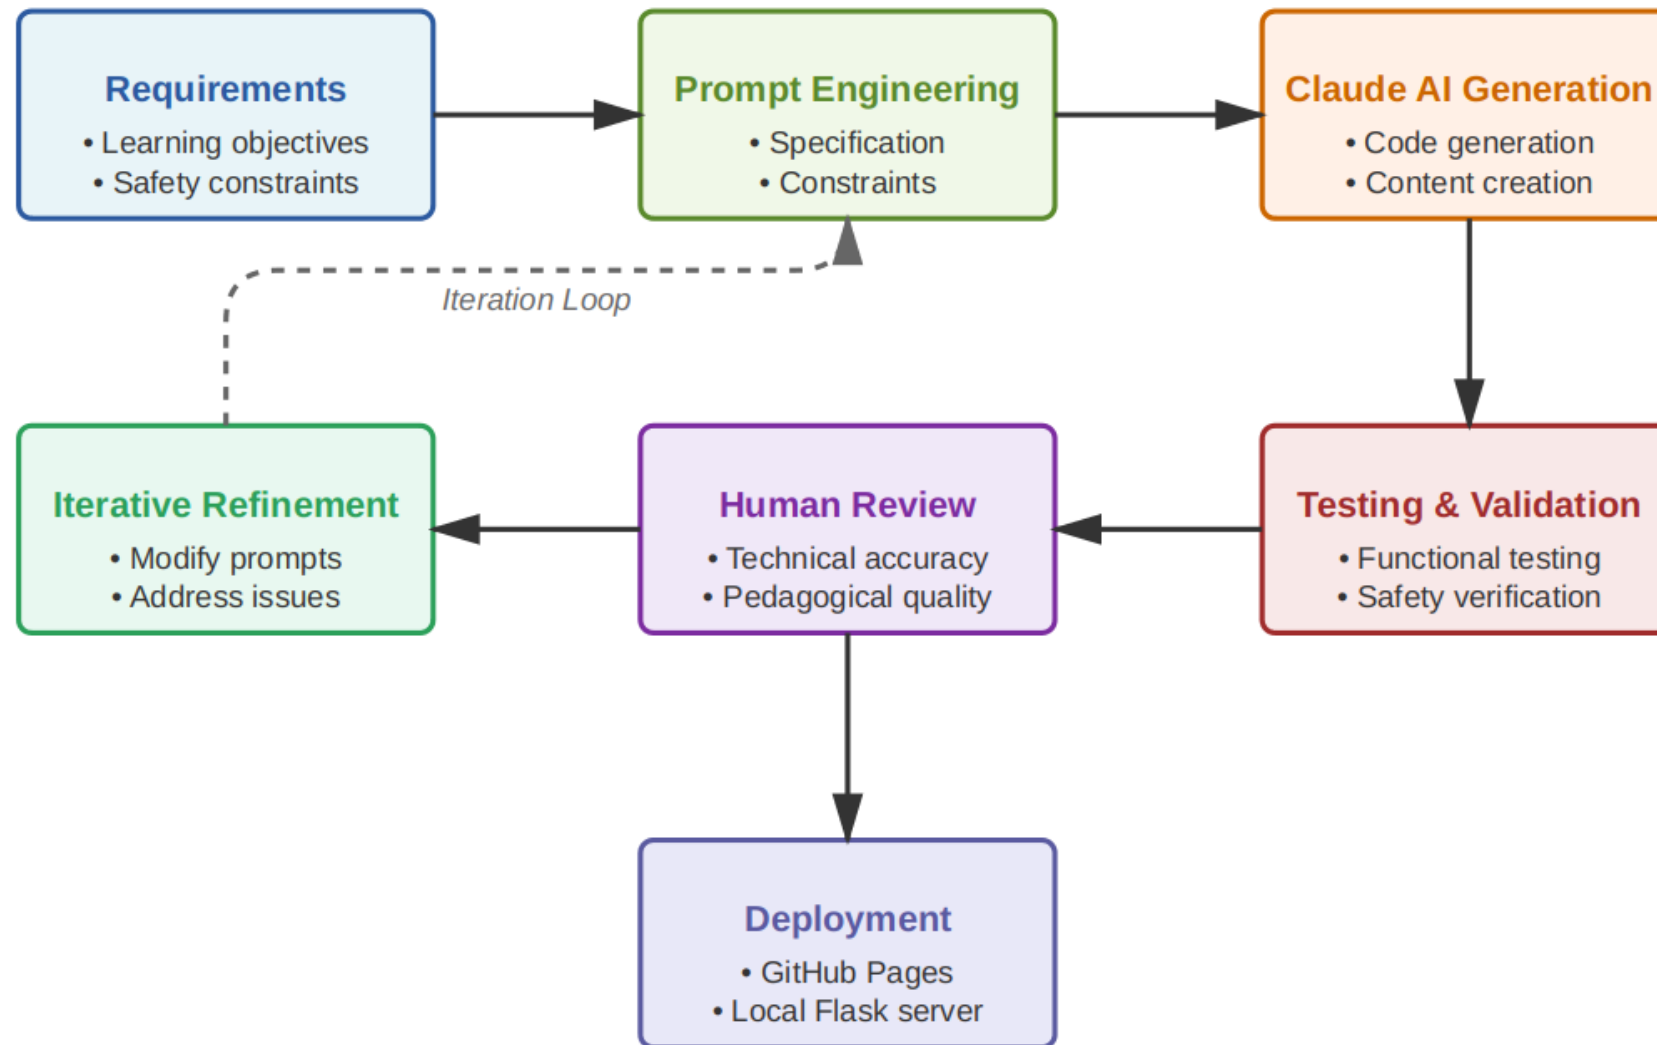 Requirements
• Learning objectives
• Safety constraints
Prompt Engineering
• Specification
• Constraints
Claude AI Generation
• Code generation
• Content creation
Iteration Loop
Iterative Refinement
• Modify prompts
• Address issues
Human Review
• Technical accuracy
• Pedagogical quality
Testing & Validation
• Functional testing
• Safety verification
Deployment
• GitHub Pages
• Local Flask server